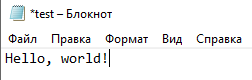 *test – Блокнот
Файл Правка Формат Вид Справка
Hello, world!